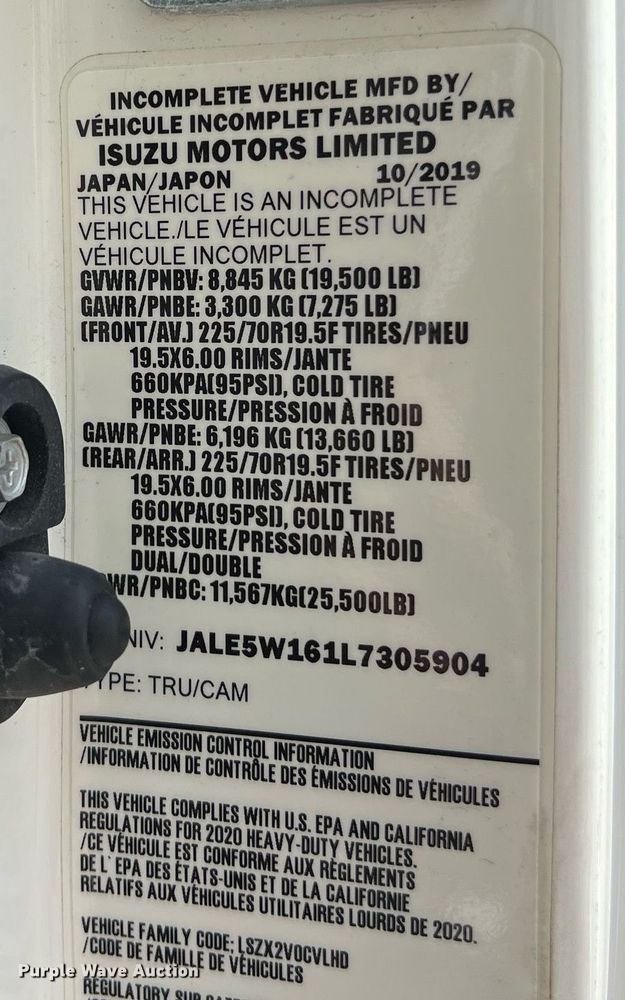 INCOMPLETE VEHICLE MFD BY/
VÉHICULE INCOMPLET FABRIQUÉ PAR
ISUZU MOTORS LIMITED
JAPAN/JAPON 10/2019
THIS VEHICLE IS AN INCOMPLETE
VEHICLE./LE VÉHICULE EST UN
VÉHICULE INCOMPLET.
GVWR/PNBV: 8,845 KG (19,500 LB)
GAWR/PNBE: 3,300 KG (7,275 LB)
(FRONT/AV.) 225/70R19.5F TIRES/PNEU
19.5X6.00 RIMS/JANTE
660KPA(95PSI), COLD TIRE
PRESSURE/PRESSION À FROID
GAWR/PNBE: 6,196 KG (13,660 LB)
(REAR/ARR.) 225/70R19.5F TIRES/PNEU
19.5X6.00 RIMS/JANTE
660KPA(95PSI), COLD TIRE
PRESSURE/PRESSION À FROID
DUAL/DOUBLE
WR/PNBC: 11,567KG(25,500LB)
NIV: JALE5W161L7305904
YPE: TRU/CAM
VEHICLE EMISSION CONTROL INFORMATION
/INFORMATION DE CONTRÔLE DES ÉMISSIONS DE VÉHICULES
THIS VEHICLE COMPLIES WITH U.S. EPA AND CALIFORNIA
REGULATIONS FOR 2020 HEAVY-DUTY VEHICLES.
/CE VÉHICULE EST CONFORME AUX RÈGLEMENTS
DE L'EPA DES ÉTATS-UNIS ET DE LA CALIFORNIE
RELATIFS AUX VÉHICULES UTILITAIRES LOURDS DE 2020.
VEHICLE FAMILY CODE: LSZX2VOCVLHD
/CODE DE FAMILLE DE VÉHICULES
REGULATORY SUB
Purple Wave Auction